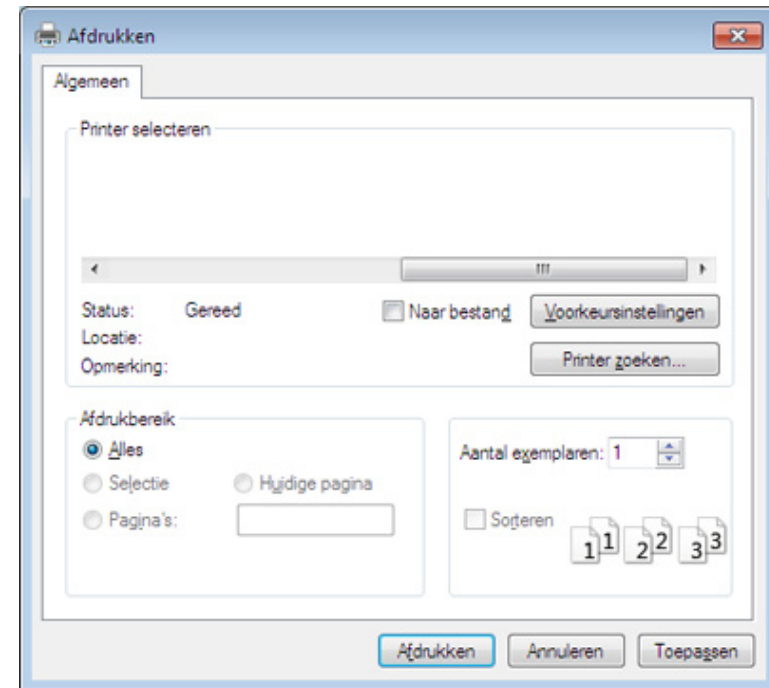 Afdrukken
Algemeen
Printer selecteren
Status: Gereed
Naar bestand
Voorkeursinstellingen
Locatie:
Opmerking:
Printer zoeken...
Afdrukbereik
Alles
Selectie
Huidige pagina
Pagina's:
Aantal exemplaren: 1
Sorteren
1 1 2 2 3 3
Afdrukken
Annuleren
Toepassen